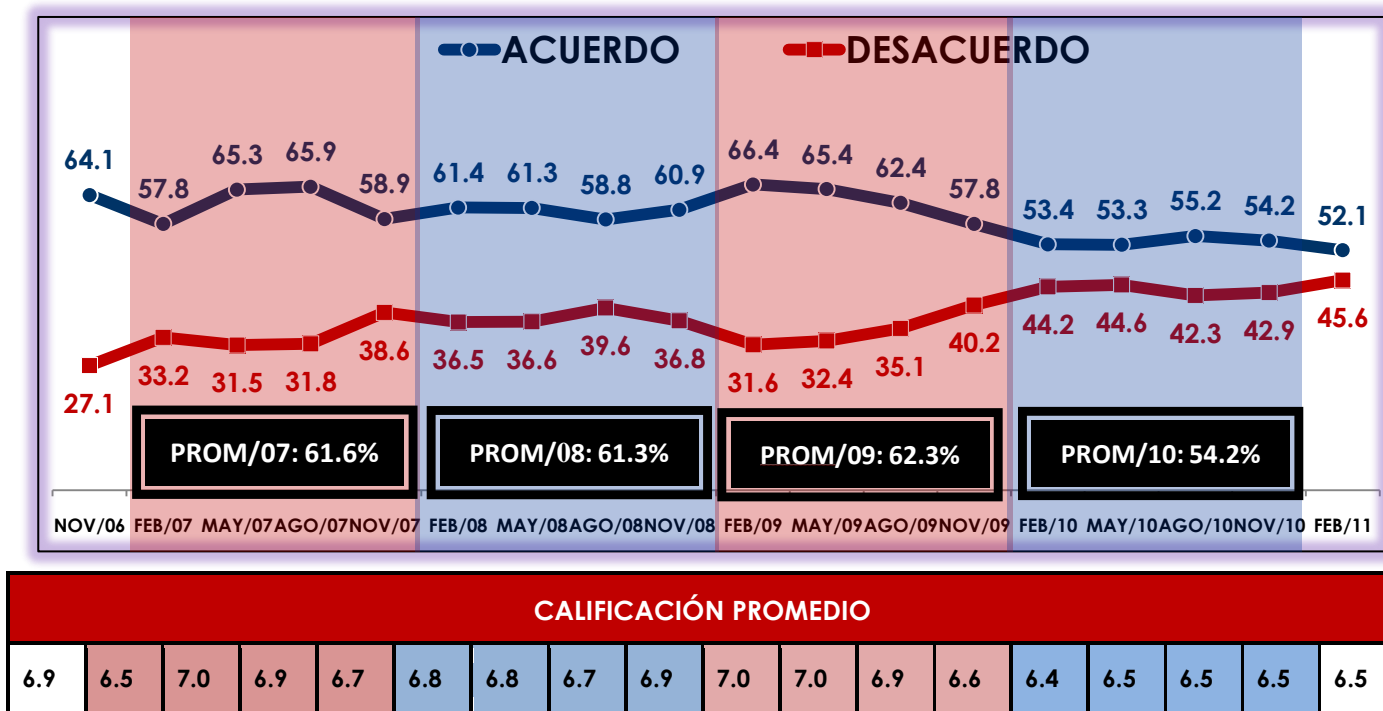 ACUERDO DESACUERDO
64.1 57.8 65.3 65.9 58.9 61.4 61.3 58.8 60.9 66.4 65.4 62.4 57.8 53.4 53.3 55.2 54.2 52.1
27.1 33.2 31.5 31.8 38.6 36.5 36.6 39.6 36.8 31.6 32.4 35.1 40.2 44.2 44.6 42.3 42.9 45.6
PROM/07: 61.6% PROM/08: 61.3% PROM/09: 62.3% PROM/10: 54.2%
NOV/06 FEB/07 MAY/07 AGO/07 NOV/07 FEB/08 MAY/08 AGO/08 NOV/08 FEB/09 MAY/09 AGO/09 NOV/09 FEB/10 MAY/10 AGO/10 NOV/10 FEB/11
CALIFICACIÓN PROMEDIO
6.9 6.5 7.0 6.9 6.7 6.8 6.8 6.7 6.9 7.0 7.0 6.9 6.6 6.4 6.5 6.5 6.5 6.5